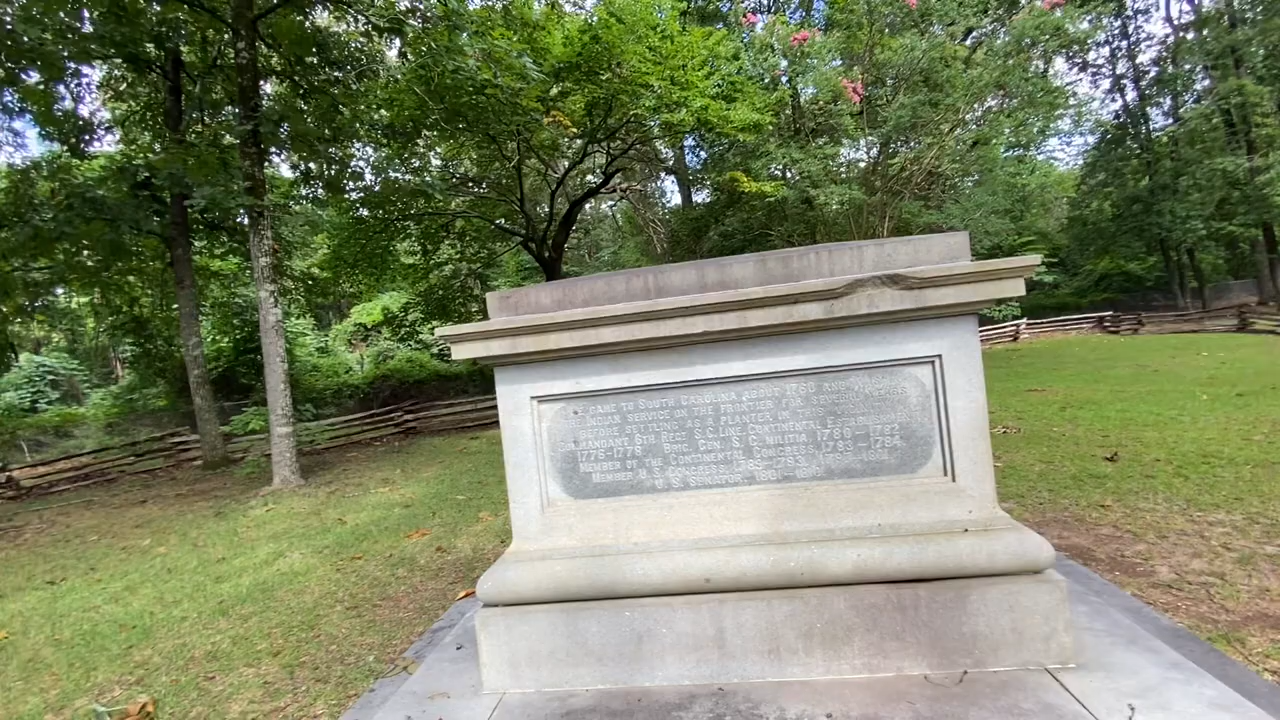 CAME TO SOUTH CAROLINA ABOUT 1760 AND
INDIAN SERVICE ON THE FRONTIER FOR SEVERAL YEARS
BEFORE SETTLING AS A PLANTER IN THIS
COMMANDANT 6TH REGT. S. C. LINE CONTINENTAL ESTABLISHMENT
1776-1778 BRIG. GEN. S. C. MILITIA, 1780-1782
MEMBER OF THE CONTINENTAL CONGRESS, 1783-1784
MEMBER U. S. CONGRESS, 1789-1793
U. S. SENATOR, 1801-